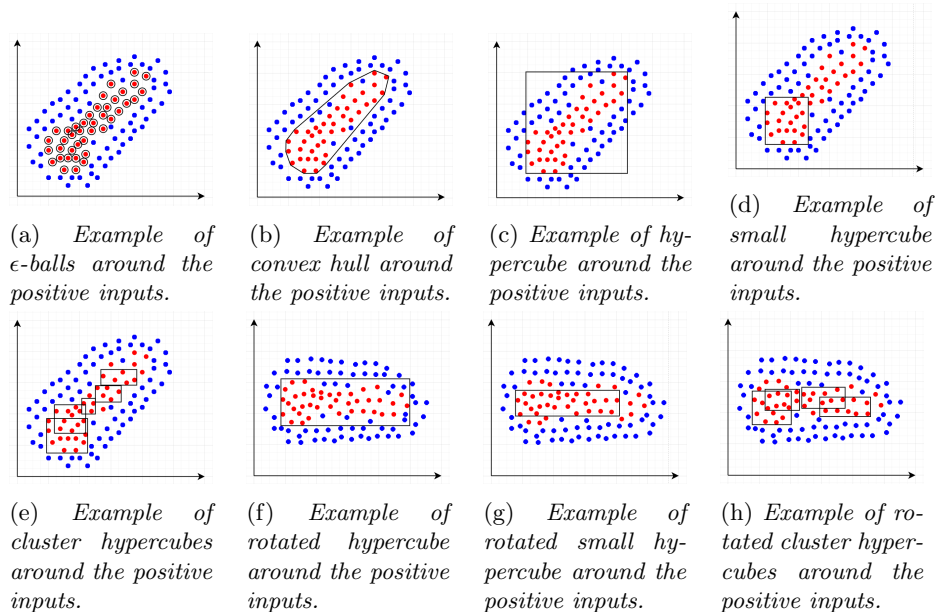 (a) Example of
ϵ-balls around the
positive inputs.
(b) Example of
convex hull around
the positive inputs.
(c) Example of hy-
percube around the
positive inputs.
(d) Example of
small hypercube
around the positive
inputs.
(e) Example of
cluster hypercubes
around the positive
inputs.
(f) Example of
rotated hypercube
around the positive
inputs.
(g) Example of
rotated small hy-
percube around the
positive inputs.
(h) Example of ro-
tated cluster hyper-
cubes around the
positive inputs.